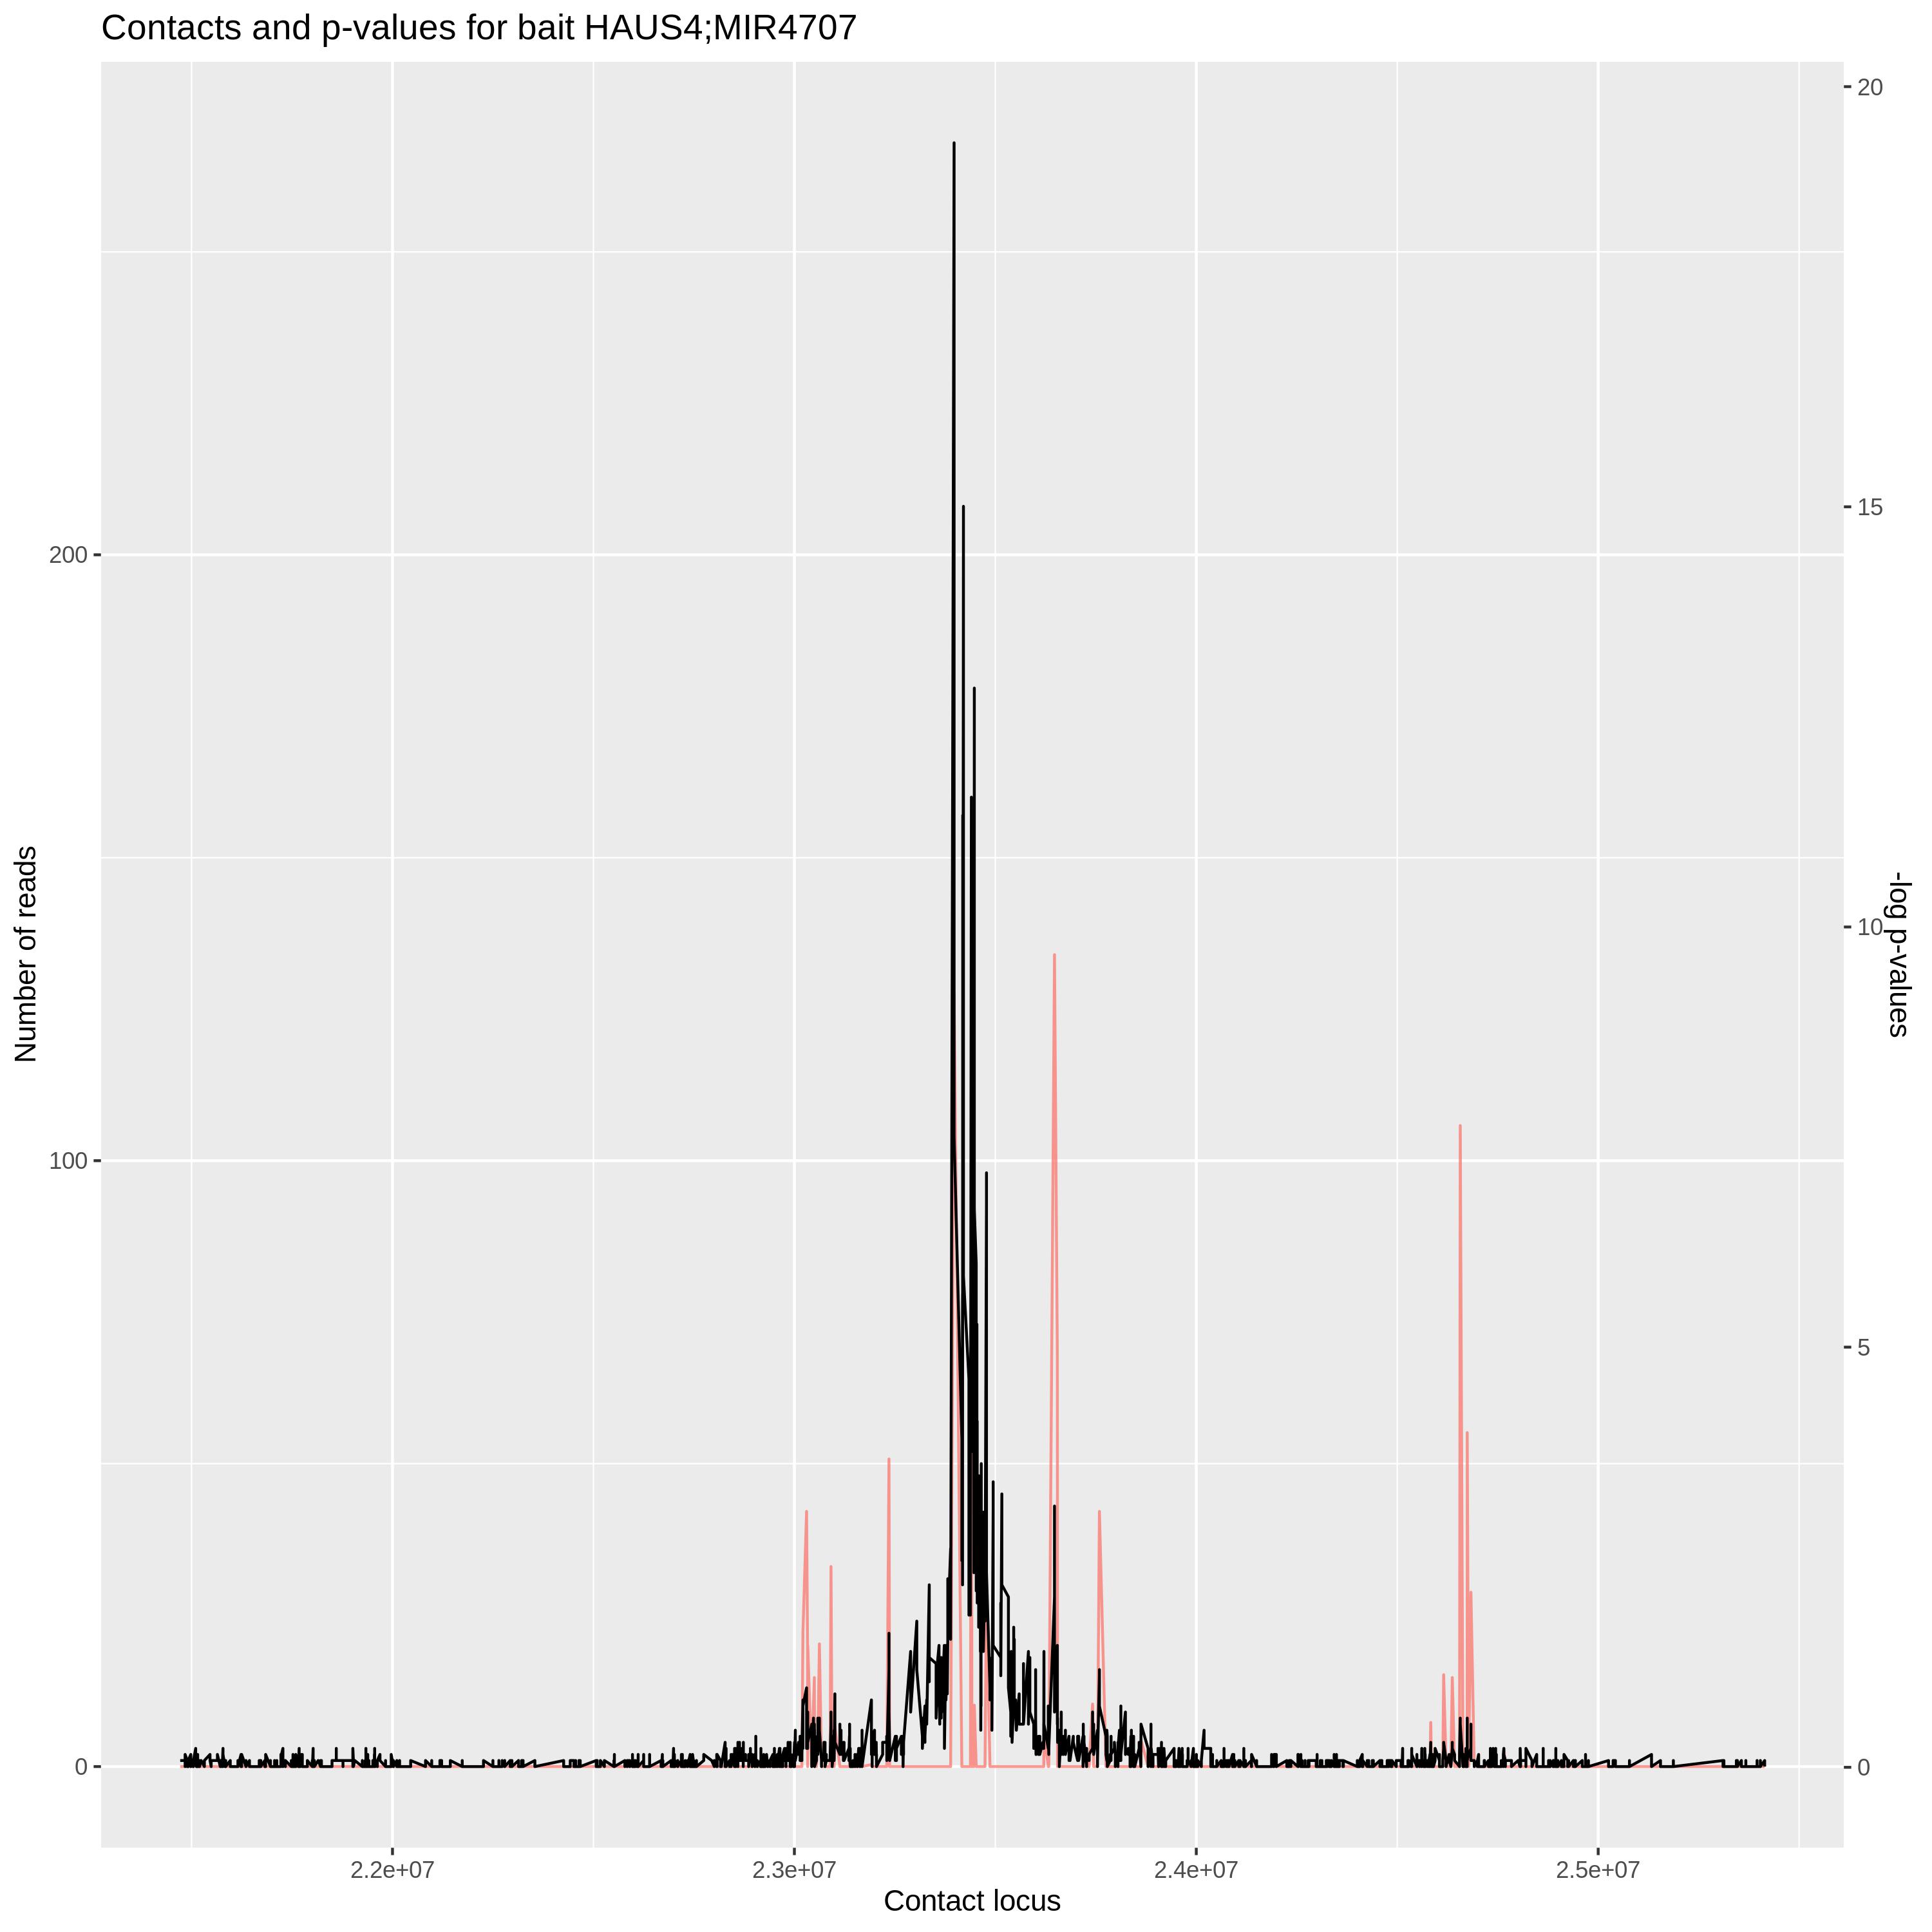 Contacts and p-values for bait HAUS4;MIR4707
20
15
10
5
0
200
100
0
Number of reads
-log p-values
2.2e+07 2.3e+07 2.4e+07 2.5e+07
Contact locus